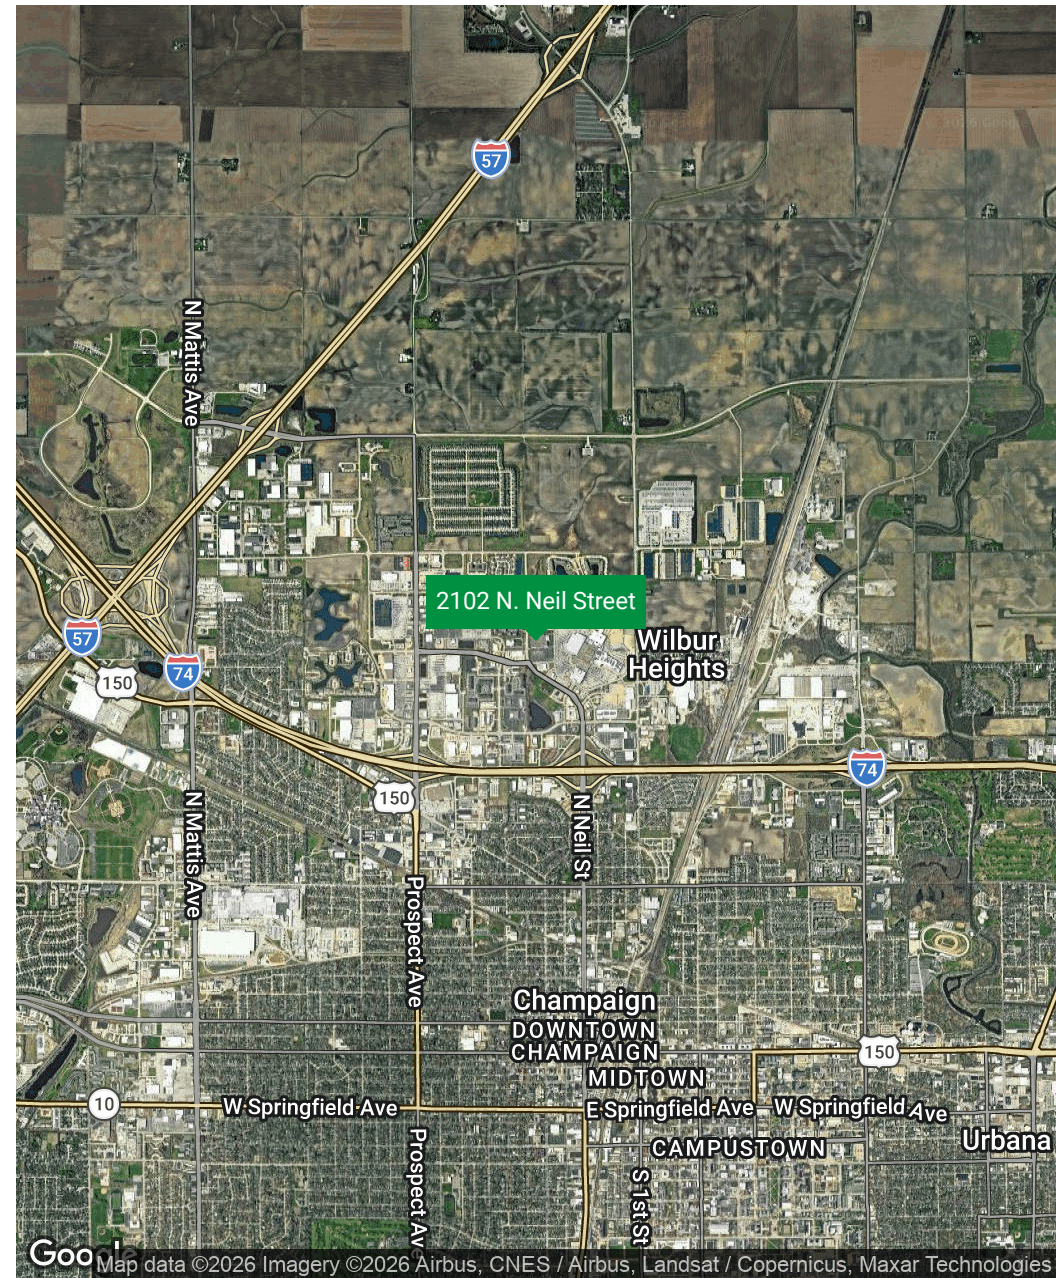 57
N Mattis Ave
2102 N. Neil Street
57
Wilbur
Heights
74
150
74
150
N Mattis Ave
N Neil St
Prospect Ave
Champaign
DOWNTOWN
CHAMPAIGN
150
MIDTOWN
10
W Springfield Ave
E Springfield Ave
W Springfield Ave
Urbana
CAMPUSTOWN
Prospect Ave
S 1st St
Google
Map data ©2026 Imagery ©2026 Airbus, CNES / Airbus, Landsat / Copernicus, Maxar Technologies